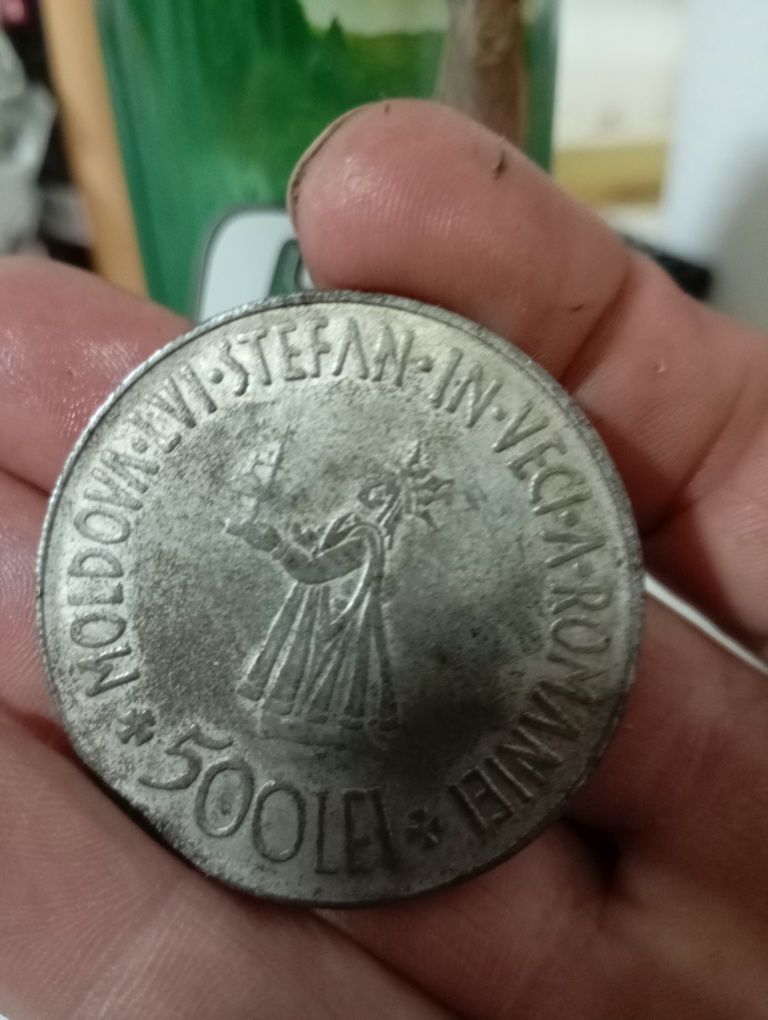 MOLDOVA·LVI·STEFAN·IN·VECI·A·ROMANIEI
* 500 LEI *